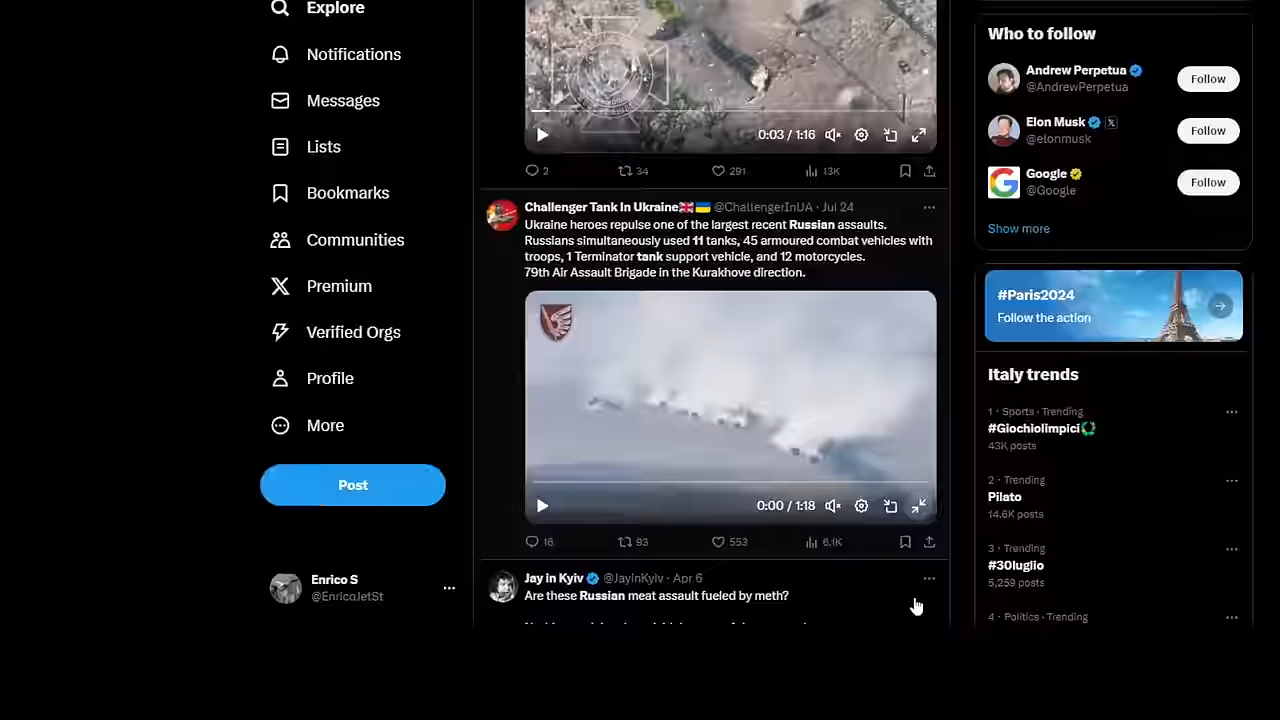 Explore
Notifications
Messages
Lists
Bookmarks
Communities
Premium
Verified Orgs
Profile
More
Post
Enrico S
@EnricoJetSt
0:03 / 1:16
2
34
291
13K
Challenger Tank In Ukraine🇬🇧🇺🇦 @ChallengerInUA · Jul 24
Ukraine heroes repulse one of the largest recent Russian assaults.
Russians simultaneously used 11 tanks, 45 armoured combat vehicles with
troops, 1 Terminator tank support vehicle, and 12 motorcycles.
79th Air Assault Brigade in the Kurakhove direction.
0:00 / 1:18
16
93
553
6.1K
Jay in Kyiv @JayinKyiv · Apr 6
Are these Russian meat assault fueled by meth?
Who to follow
Andrew Perpetua
@AndrewPerpetua
Follow
Elon Musk
@elonmusk
Follow
Google
@Google
Follow
Show more
#Paris2024
Follow the action
Italy trends
1 · Sports · Trending
#Giochiolimpici
43K posts
2 · Trending
Pilato
14.6K posts
3 · Trending
#30luglio
5,259 posts
4 · Politics · Trending